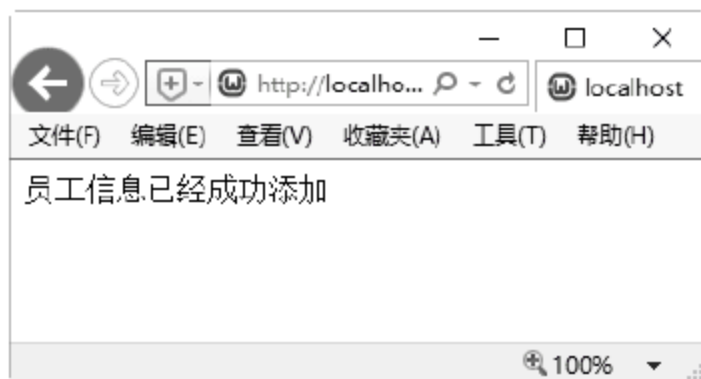 http://localho...
localhost
文件(F) 编辑(E) 查看(V) 收藏夹(A) 工具(T) 帮助(H)
员工信息已经成功添加
100%